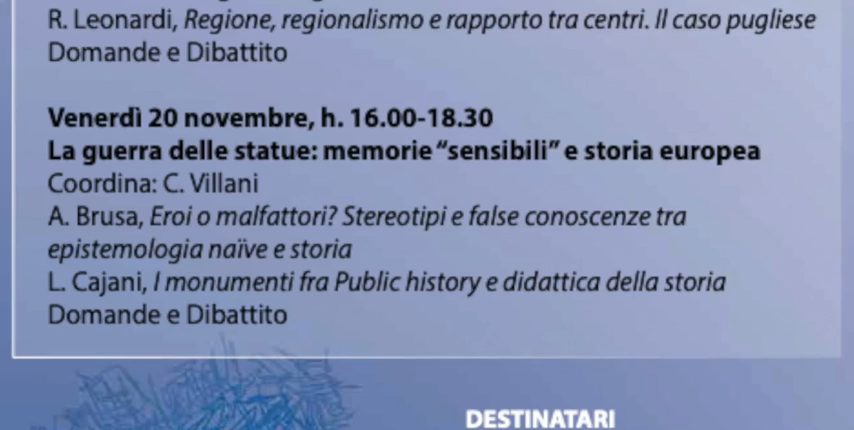 R. Leonardi, Regione, regionalismo e rapporto tra centri. Il caso pugliese
Domande e Dibattito
Venerdì 20 novembre, h. 16.00-18.30
La guerra delle statue: memorie “sensibili” e storia europea
Coordina: C. Villani
A. Brusa, Eroi o malfattori? Stereotipi e false conoscenze tra
epistemologia naïve e storia
L. Cajani, I monumenti fra Public history e didattica della storia
Domande e Dibattito
DESTINATARI